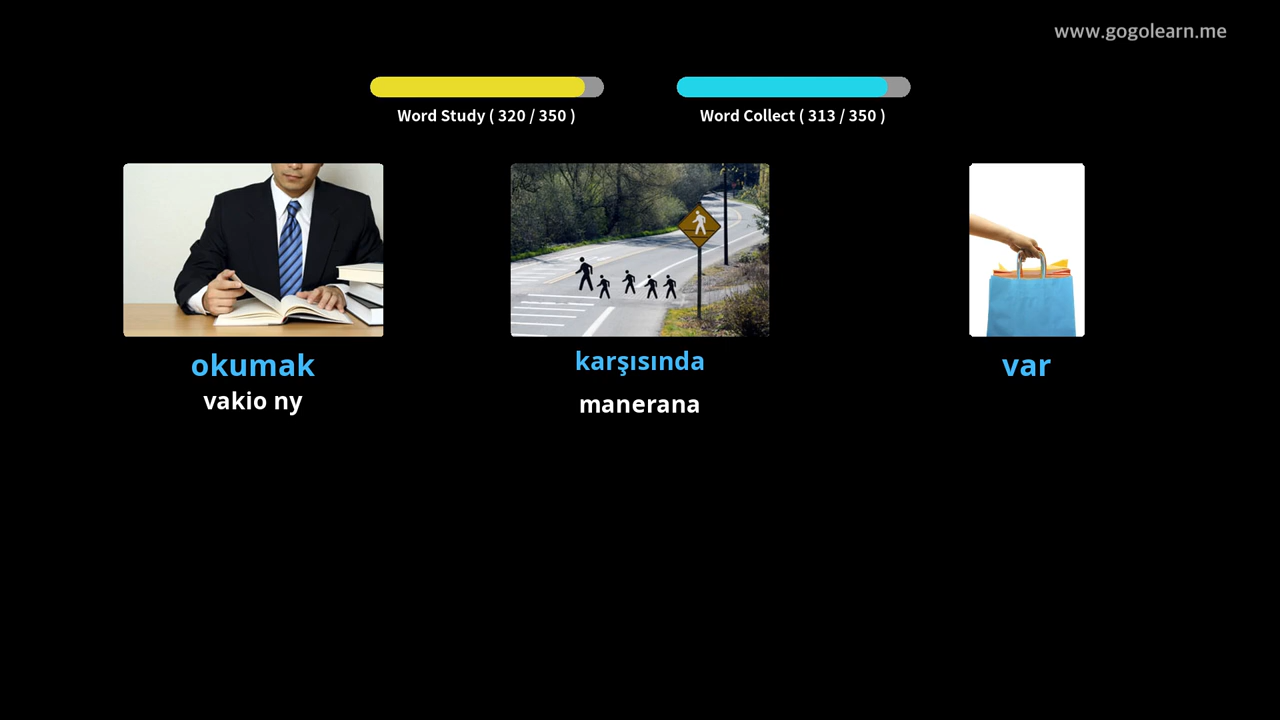 www.gogolearn.me
Word Study ( 320 / 350 )
Word Collect ( 313 / 350 )
okumak
vakio ny
karşısında
manerana
var